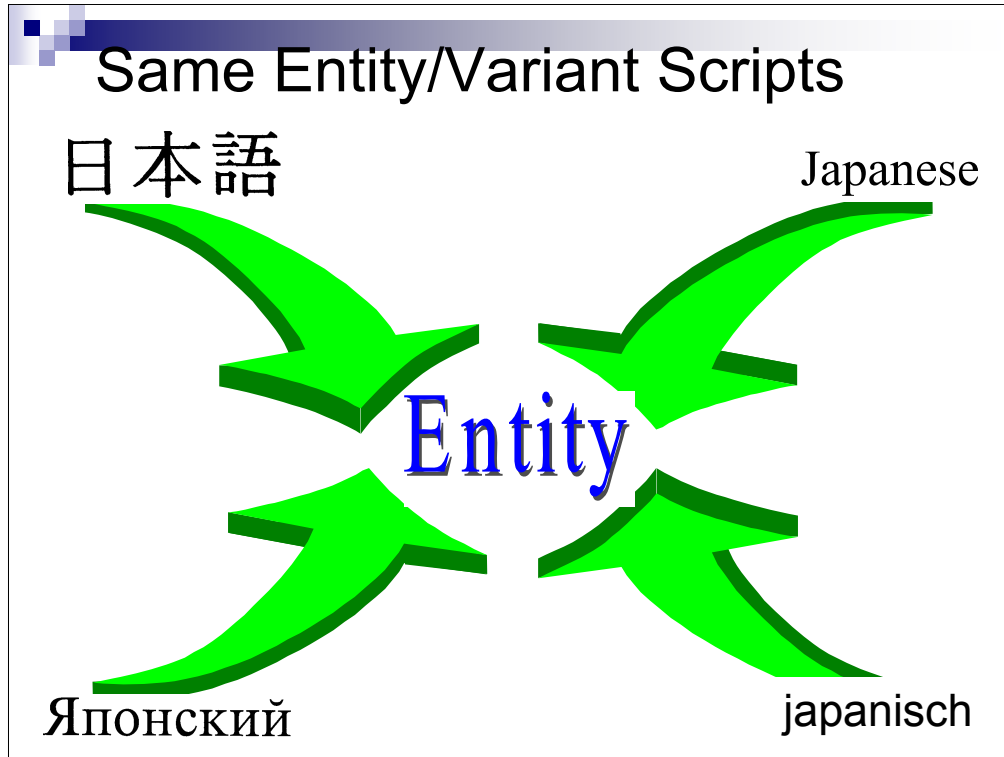 Same Entity/Variant Scripts
日本語
Japanese
Entity
Японский
japanisch